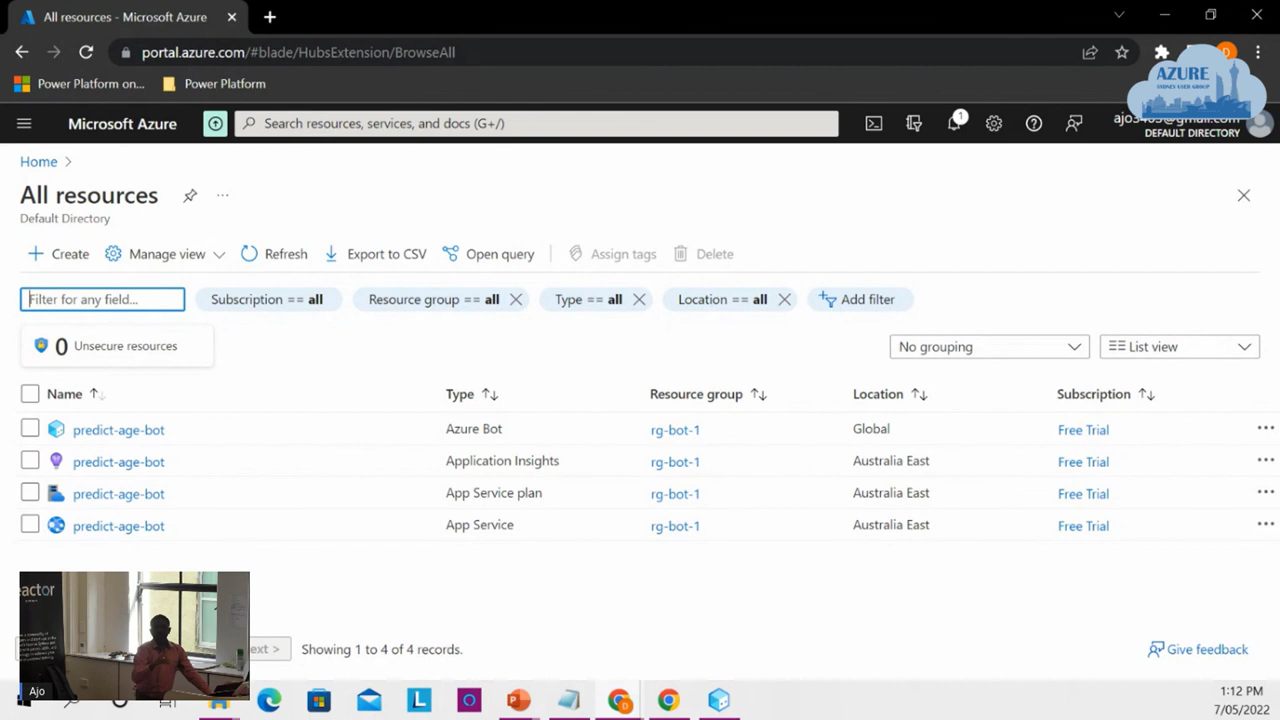 All resources - Microsoft Azure
portal.azure.com/#blade/HubsExtension/BrowseAll
Power Platform on... Power Platform
AZURE
SYDNEY USER GROUP
Microsoft Azure
Search resources, services, and docs (G+/)
1
DEFAULT DIRECTORY
Home >
All resources
Default Directory
Create Manage view Refresh Export to CSV Open query Assign tags Delete
Filter for any field... Subscription == all Resource group == all Type == all Location == all Add filter
0 Unsecure resources No grouping List view
Name Type Resource group Location Subscription
predict-age-bot Azure Bot rg-bot-1 Global Free Trial
predict-age-bot Application Insights rg-bot-1 Australia East Free Trial
predict-age-bot App Service plan rg-bot-1 Australia East Free Trial
predict-age-bot App Service rg-bot-1 Australia East Free Trial
eactor
ext > Showing 1 to 4 of 4 records. Give feedback
Ajo
1:12 PM
7/05/2022